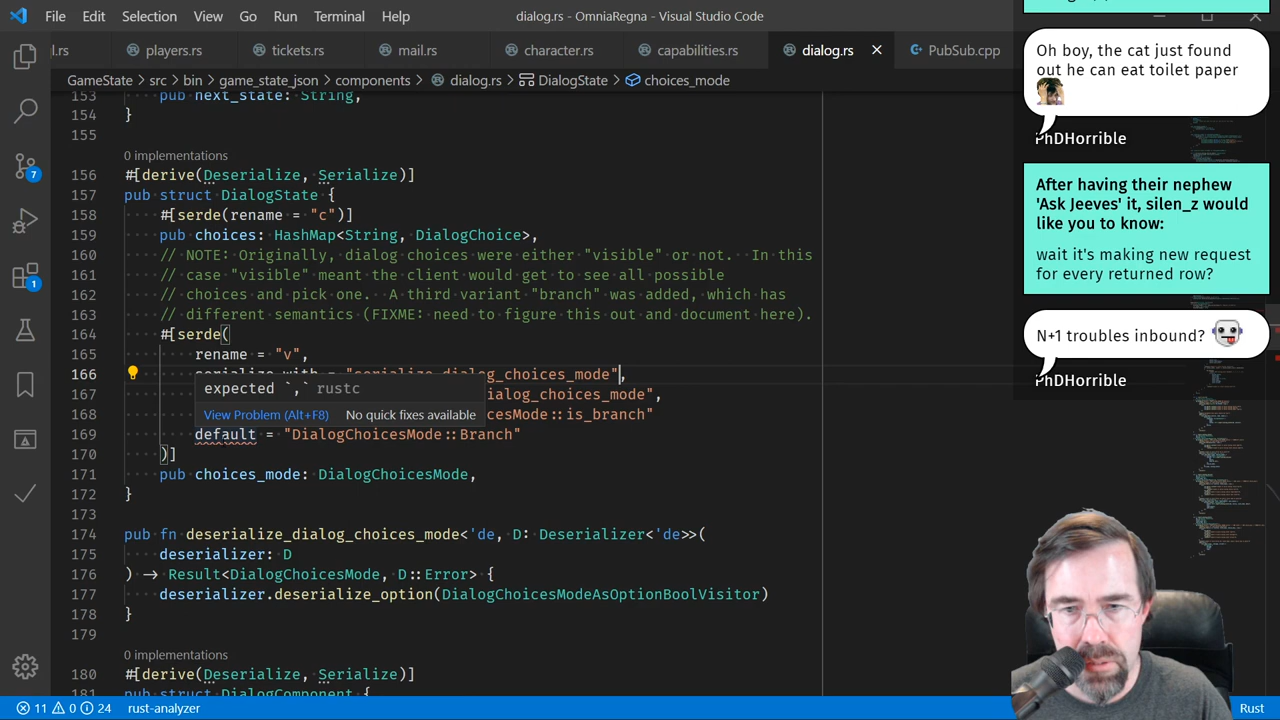 File Edit Selection View Go Run Terminal Help
dialog.rs - OmniaRegna - Visual Studio Code
l.rs players.rs tickets.rs mail.rs character.rs capabilities.rs dialog.rs PubSub.cpp
GameState > src > bin > game_state_json > components > dialog.rs > DialogState > choices_mode
153 pub next_state: String,
154 }
155
0 implementations
156 #[derive(Deserialize, Serialize)]
157 pub struct DialogState {
158 #[serde(rename = "c")]
159 pub choices: HashMap<String, DialogChoice>,
160 // NOTE: Originally, dialog choices were either "visible" or not. In this
161 // case "visible" meant the client would get to see all possible
162 // choices and pick one. A third variant "branch" was added, which has
163 // different semantics (FIXME: need to figure this out and document here).
164 #[serde(
165 rename = "v",
166 serialize_with = "serialize_dialog_choices_mode",
expected `,` rustc
View Problem (Alt+F8) No quick fixes available
167 ialog_choices_mode",
168 cesMode::is_branch"
169 default = "DialogChoicesMode::Branch"
170 )]
171 pub choices_mode: DialogChoicesMode,
172 }
173
174 pub fn deserialize_dialog_choices_mode<'de, D: Deserializer<'de>>(
175 deserializer: D
176 ) -> Result<DialogChoicesMode, D::Error> {
177 deserializer.deserialize_option(DialogChoicesModeAsOptionBoolVisitor)
178 }
179
0 implementations
180 #[derive(Deserialize, Serialize)]
181 pub struct DialogComponent {
7
1
11 0 24 rust-analyzer
Rust
Oh boy, the cat just found
out he can eat toilet paper
PhDHorrible
After having their nephew
'Ask Jeeves' it, silen_z would
like you to know:
wait it's making new request
for every returned row?
N+1 troubles inbound?
PhDHorrible